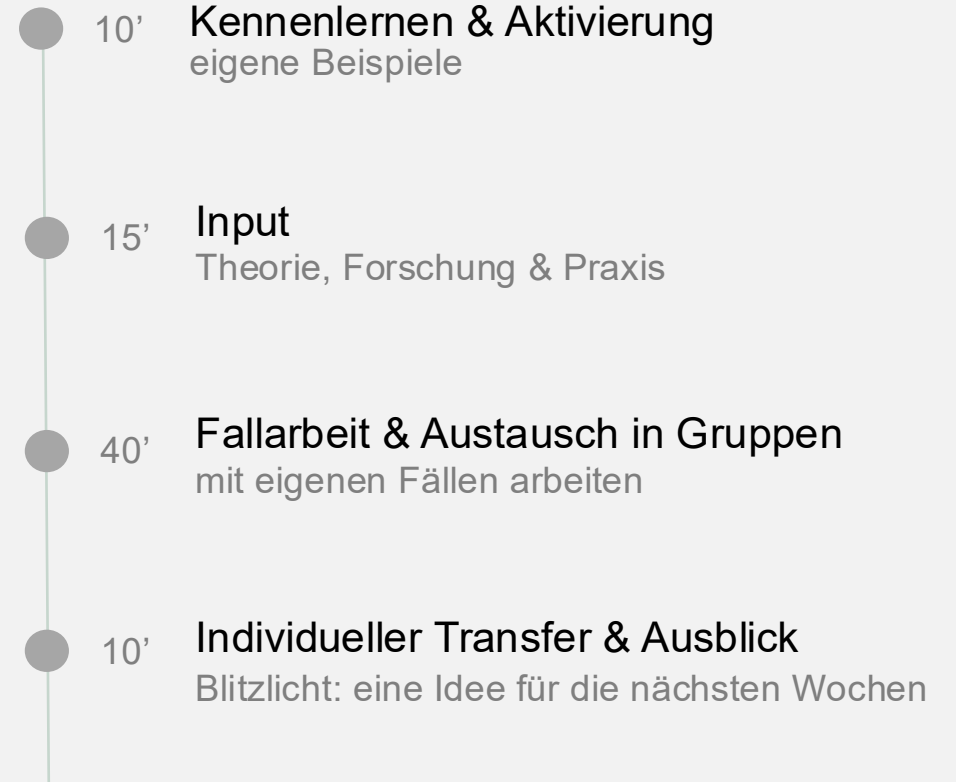 10’ Kennenlernen & Aktivierung
eigene Beispiele
15’ Input
Theorie, Forschung & Praxis
40’ Fallarbeit & Austausch in Gruppen
mit eigenen Fällen arbeiten
10’ Individueller Transfer & Ausblick
Blitzlicht: eine Idee für die nächsten Wochen